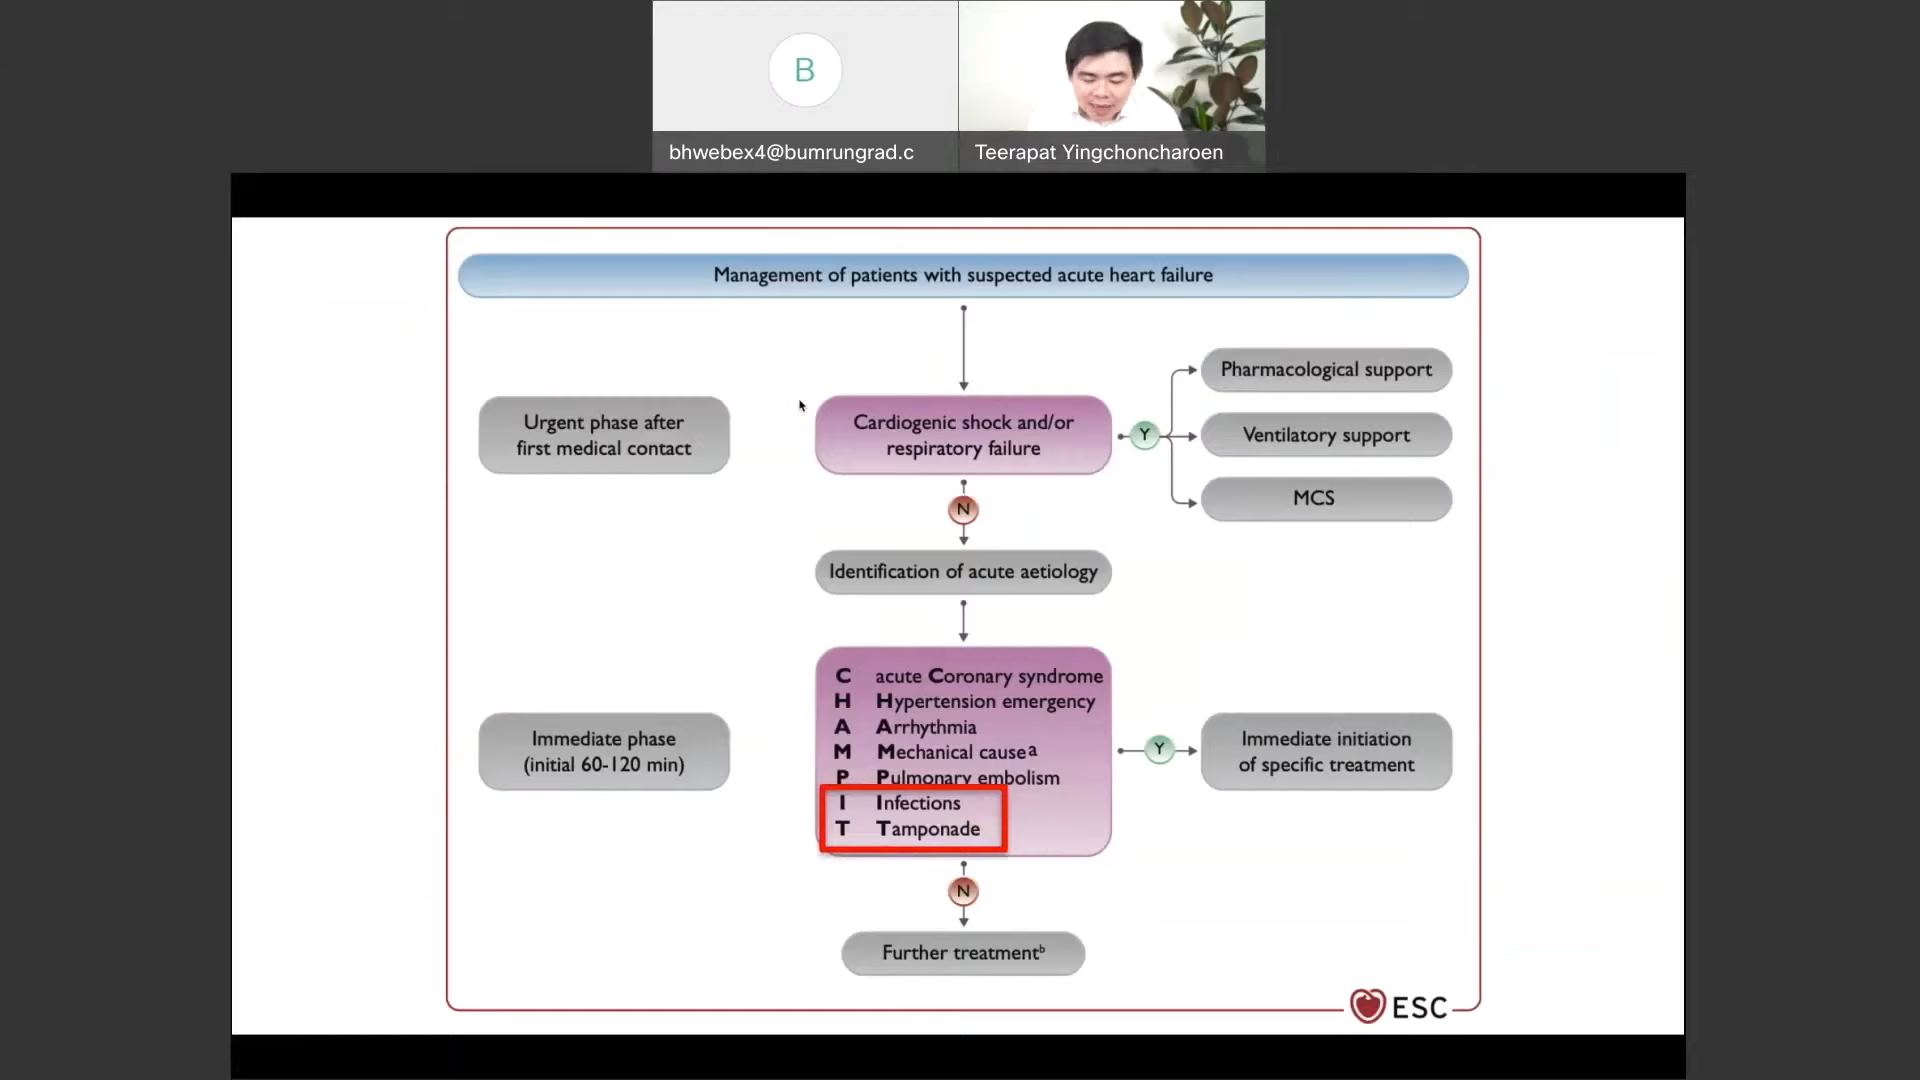 B
bhwebex4@bumrungrad.c
Teerapat Yingchoncharoen
Management of patients with suspected acute heart failure
Urgent phase after
first medical contact
Cardiogenic shock and/or
respiratory failure
Y
Pharmacological support
Ventilatory support
MCS
N
Identification of acute aetiology
Immediate phase
(initial 60-120 min)
C acute Coronary syndrome
H Hypertension emergency
A Arrhythmia
M Mechanical causeª
P Pulmonary embolism
I Infections
T Tamponade
Y
Immediate initiation
of specific treatment
N
Further treatmentᵇ
ESC